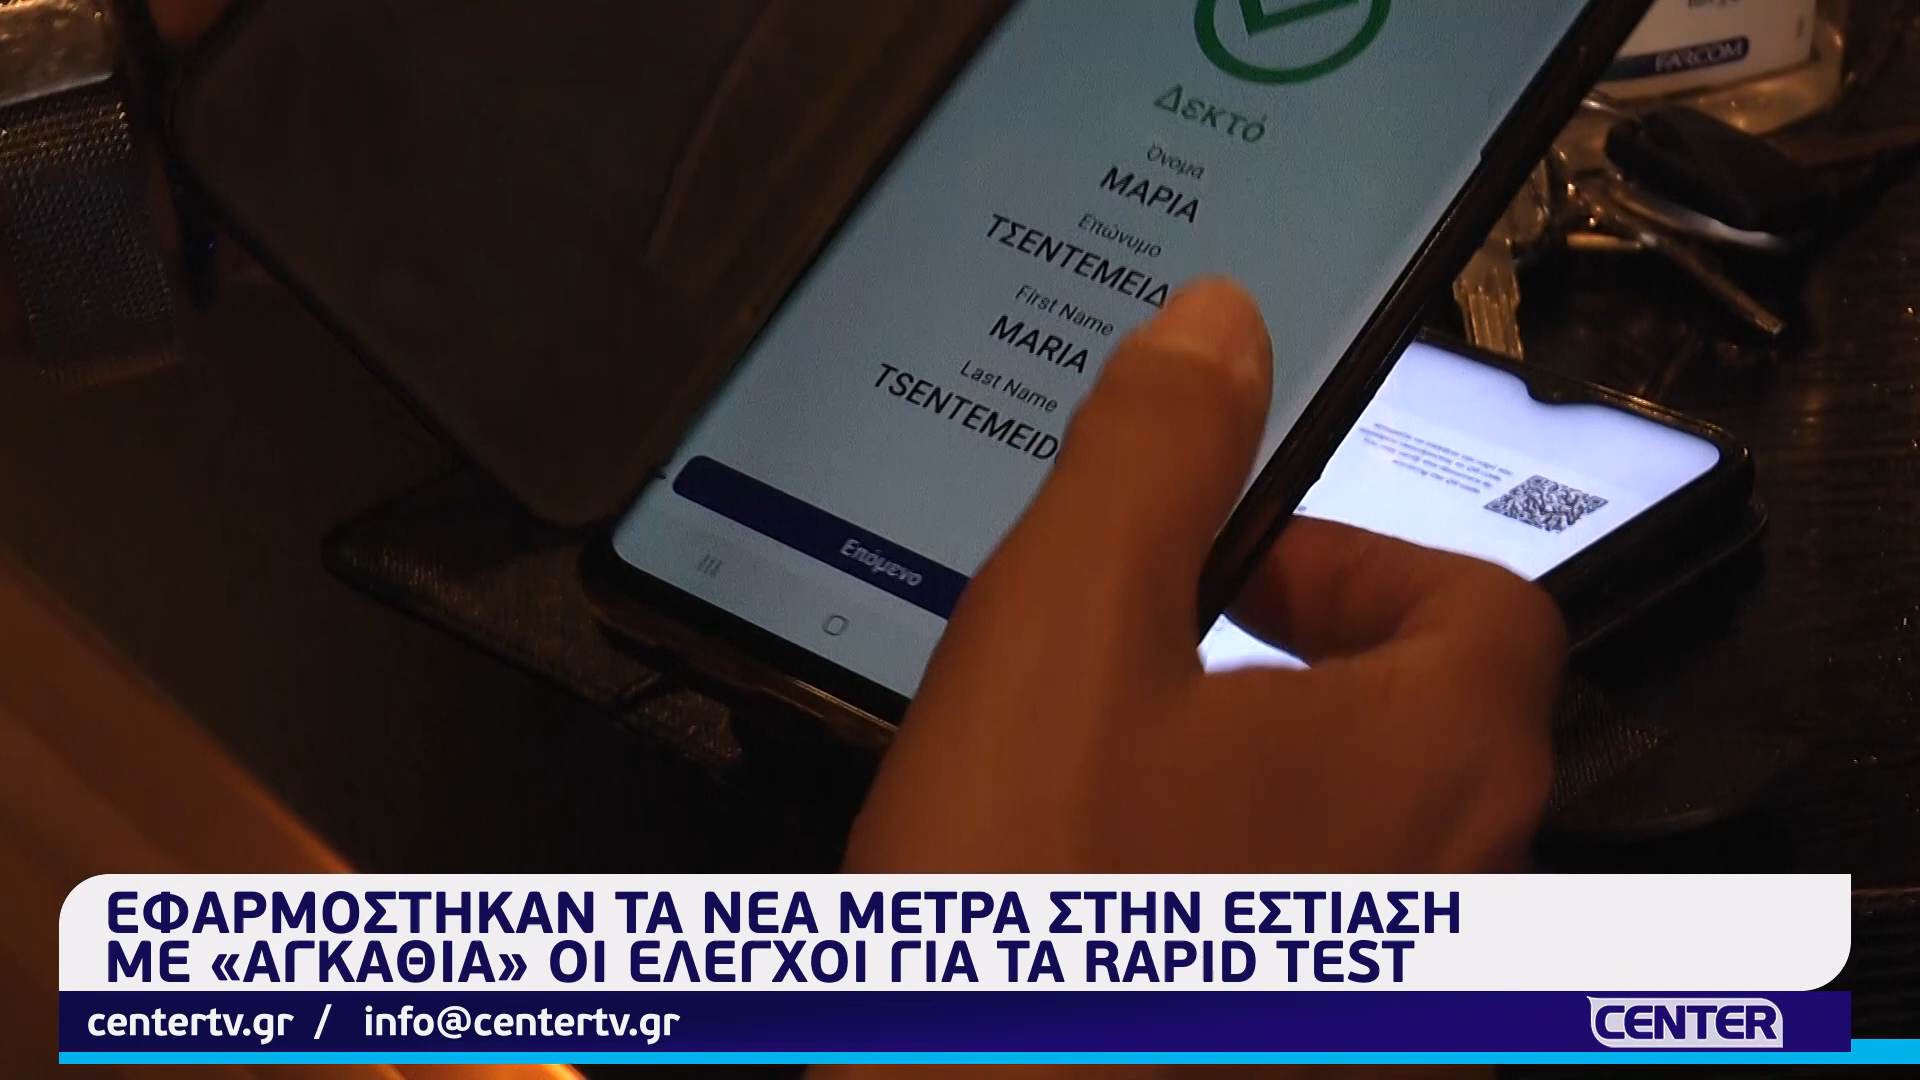 FARCOM
Δεκτό
Όνομα
ΜΑΡΙΑ
Επώνυμο
ΤΣΕΝΤΕΜΕΙΔ
First Name
MARIA
Last Name
TSENTEMEID
Επόμενο
ΕΦΑΡΜΟΣΤΗΚΑΝ ΤΑ ΝΕΑ ΜΕΤΡΑ ΣΤΗΝ ΕΣΤΙΑΣΗ
ΜΕ «ΑΓΚΑΘΙΑ» ΟΙ ΕΛΕΓΧΟΙ ΓΙΑ ΤΑ RAPID TEST
centertv.gr / info@centertv.gr
CENTER